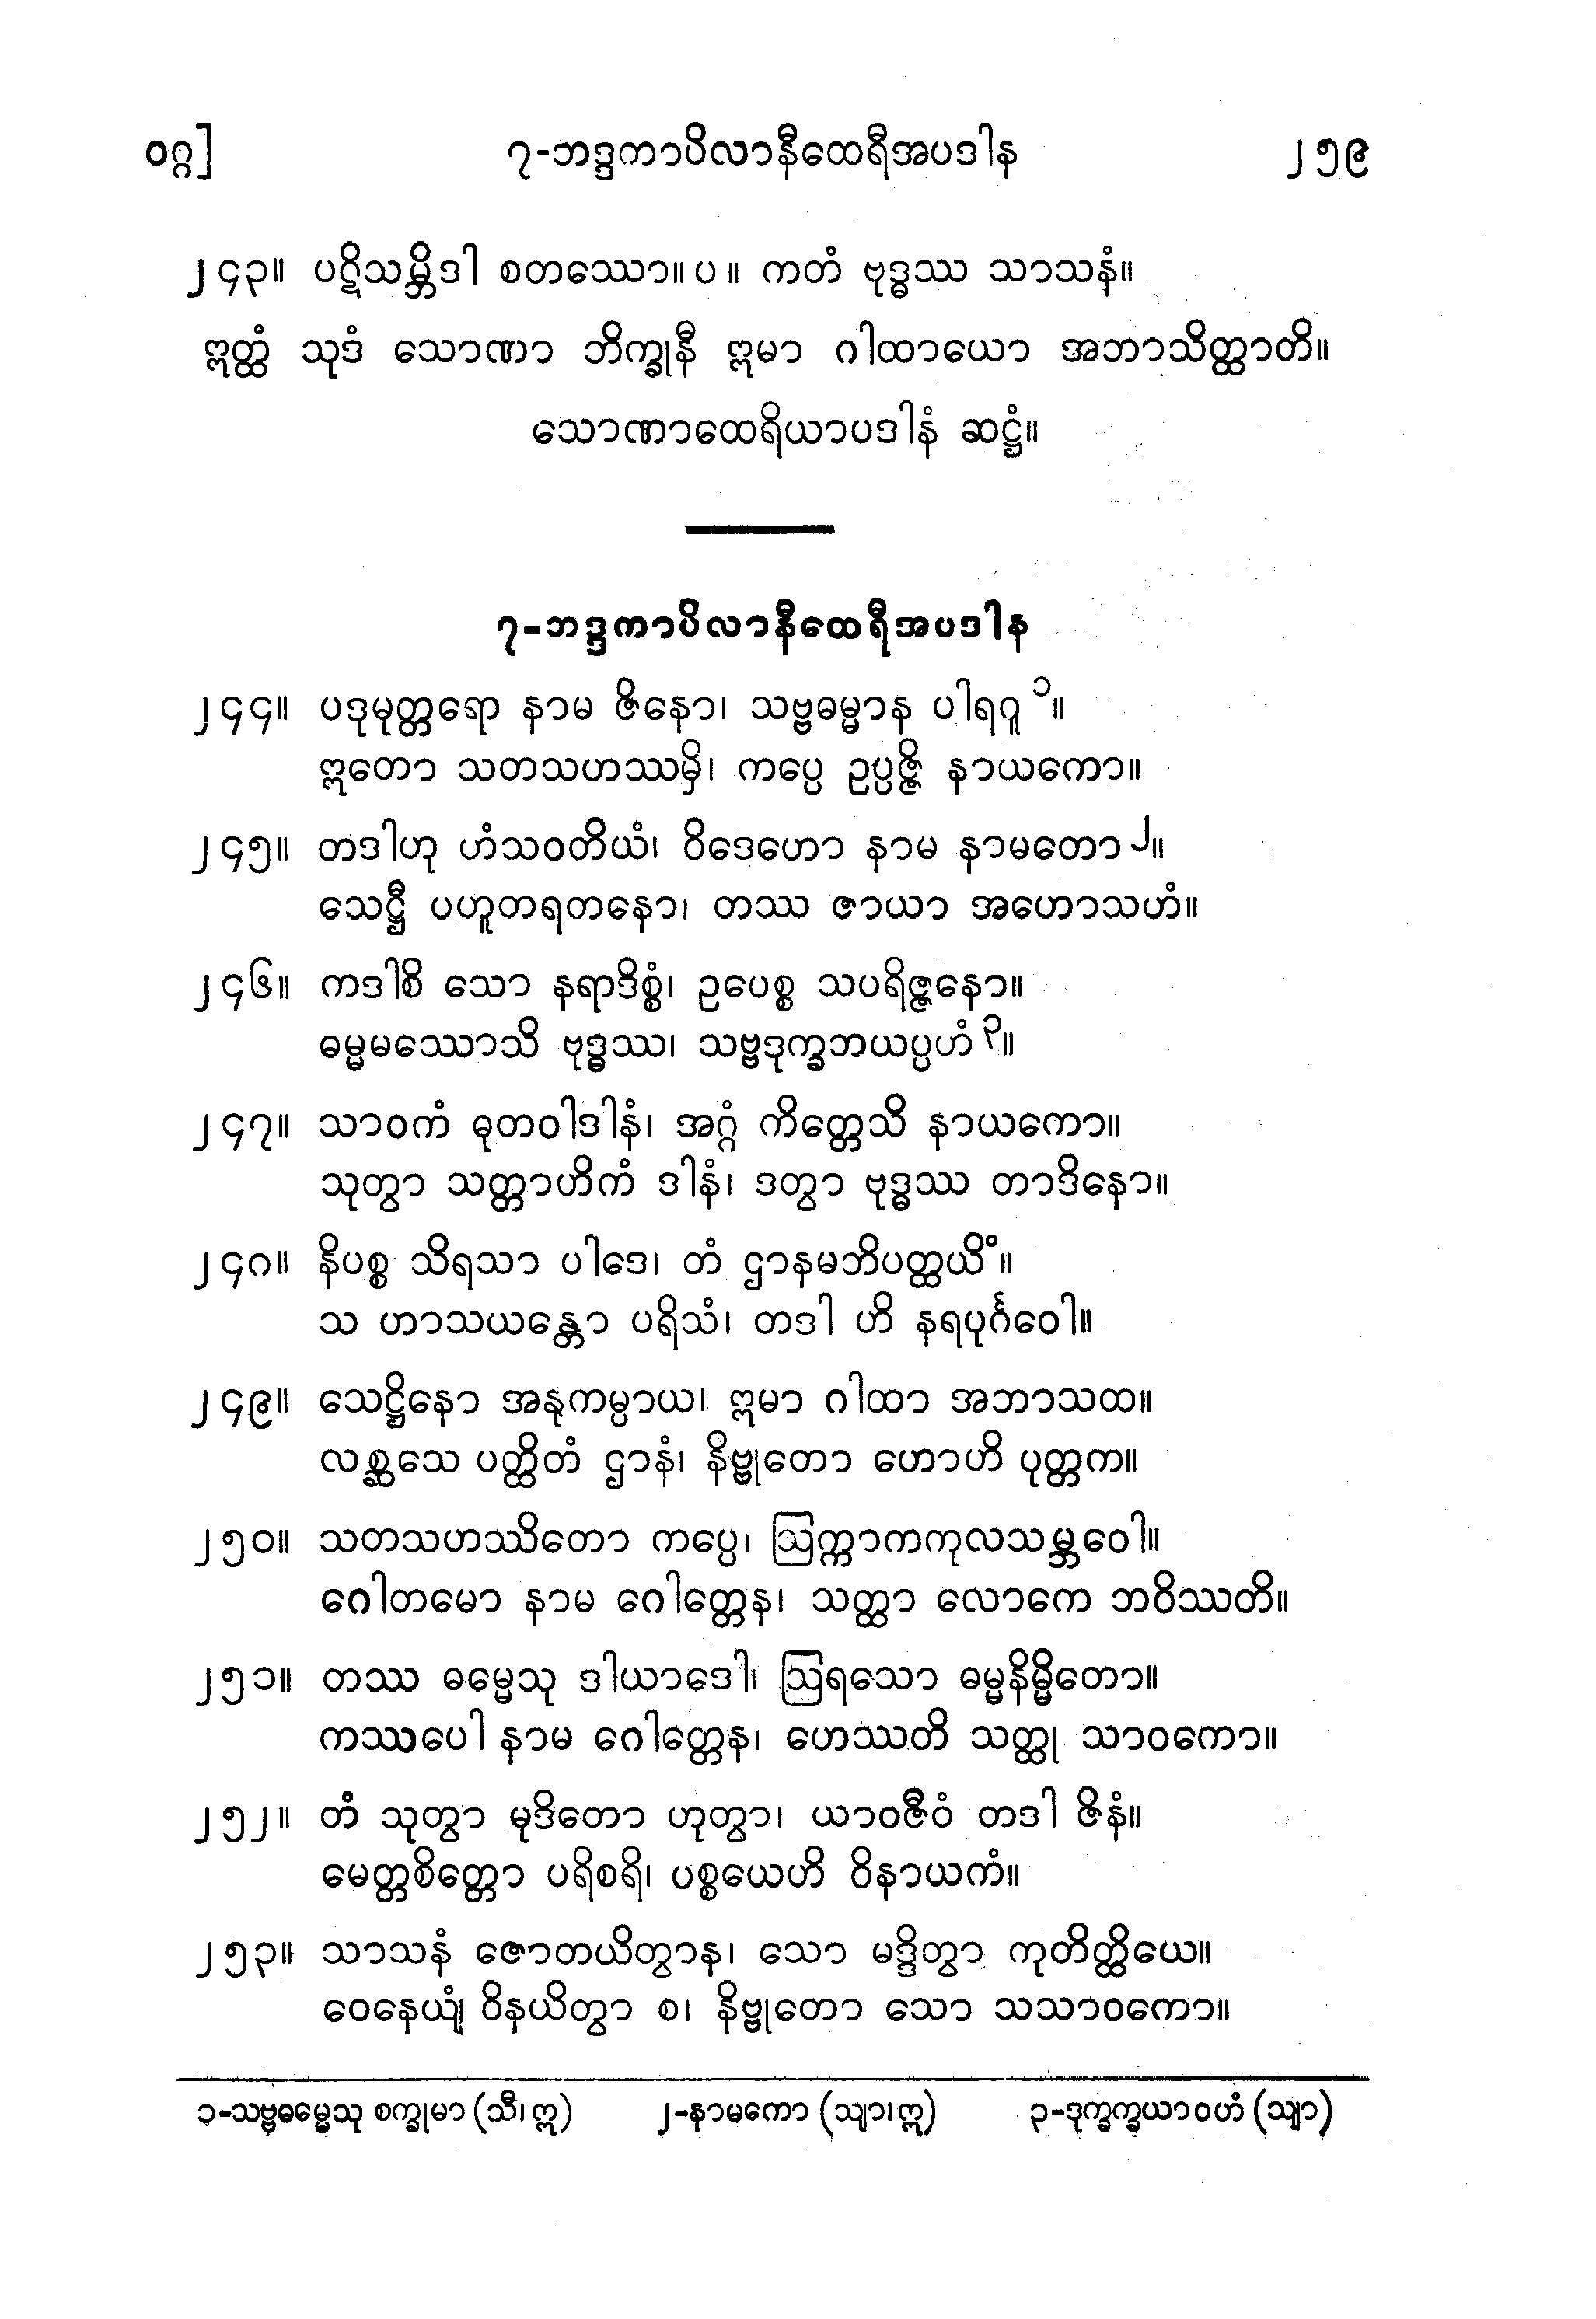 ဝဂ္ဂ] ၇-ဘဒ္ဒကာပိလာနီထေရီအပဒါန ၂၅၉
၂၄၃။ ပဋိသမ္ဘိဒါ စတဿော။ ပ ။ ကတံ ဗုဒ္ဓဿ သာသနံ။
ဣတ္ထံ သုဒံ သောဏာ ဘိက္ခုနီ ဣမာ ဂါထာယော အဘာသိတ္ထာတိ။
သောဏာထေရိယာပဒါနံ ဆဋ္ဌံ။
၇-ဘဒ္ဒကာပိလာနီထေရီအပဒါန
၂၄၄။ ပဒုမုတ္တရော နာမ ဇိနော၊ သဗ္ဗဓမ္မာန ပါရဂူ ၁။
ဣတော သတသဟဿမှိ၊ ကပ္ပေ ဥပ္ပဇ္ဇိ နာယကော။
၂၄၅။ တဒါဟု ဟံသဝတိယံ၊ ဝိဒေဟော နာမ နာမတော ၂။
သေဋ္ဌီ ပဟူတရတနော၊ တဿ ဇာယာ အဟောသဟံ။
၂၄၆။ ကဒါစိ သော နရာဒိစ္စံ၊ ဥပေစ္စ သပရိဇ္ဇနော။
ဓမ္မမဿောသိ ဗုဒ္ဓဿ၊ သဗ္ဗဒုက္ခဘယပ္ပဟံ ၃။
၂၄၇။ သာဝကံ ဓုတဝါဒါနံ၊ အဂ္ဂံ ကိတ္တေသိ နာယကော။
သုတွာ သတ္တာဟိကံ ဒါနံ၊ ဒတွာ ဗုဒ္ဓဿ တာဒိနော။
၂၄၈။ နိပစ္စ သိရသာ ပါဒေ၊ တံ ဌာနမဘိပတ္ထယိံ။
သ ဟာသယန္တော ပရိသံ၊ တဒါ ဟိ နရပုင်္ဂဝေါ။
၂၄၉။ သေဋ္ဌိနော အနုကမ္ပာယ၊ ဣမာ ဂါထာ အဘာသထ။
လစ္ဆသေ ပတ္ထိတံ ဌာနံ၊ နိဗ္ဗုတော ဟောဟိ ပုတ္တက။
၂၅၀။ သတသဟဿိတော ကပ္ပေ၊ ဩက္ကာကကုလသမ္ဘဝေါ။
ဂေါတမော နာမ ဂေါတ္တေန၊ သတ္ထာ လောကေ ဘဝိဿတိ။
၂၅၁။ တဿ ဓမ္မေသု ဒါယာဒေါ၊ ဩရသော ဓမ္မနိမ္မိတော။
ကဿပေါ နာမ ဂေါတ္တေန၊ ဟေဿတိ သတ္ထု သာဝကော။
၂၅၂။ တံ သုတွာ မုဒိတော ဟုတွာ၊ ယာဝဇီဝံ တဒါ ဇိနံ။
မေတ္တစိတ္တော ပရိစရိ၊ ပစ္စယေဟိ ဝိနာယကံ။
၂၅၃။ သာသနံ ဇောတယိတွာန၊ သော မဒ္ဒိတွာ ကုတိတ္ထိယေ။
ဝေနေယျံ ဝိနယိတွာ စ၊ နိဗ္ဗုတော သော သသာဝကော။
၁-သဗ္ဗဓမ္မေသု စက္ခုမာ (သီ၊ ဣ) ၂-နာမကော (သျာ၊ ဣ) ၃-ဒုက္ခက္ခယာဝဟံ (သျာ)